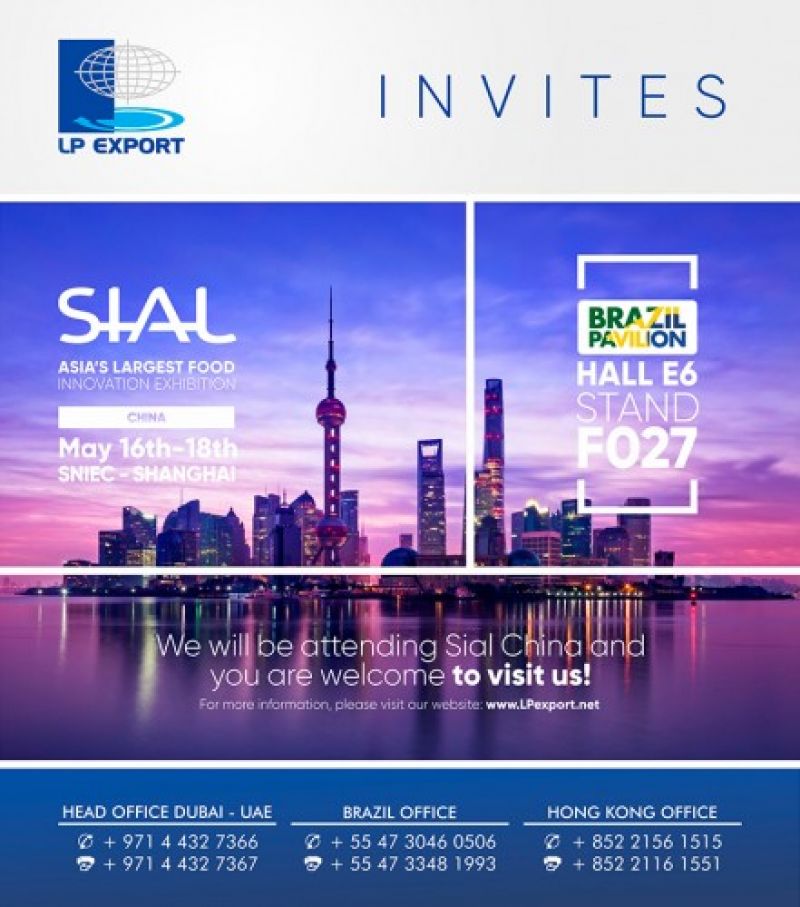 LP EXPORT
INVITES
SIAL
ASIA'S LARGEST FOOD
INNOVATION EXHIBITION
CHINA
May 16th-18th
SNIEC - SHANGHAI
BRAZIL
PAVILION
HALL E6
STAND
F027
We will be attending Sial China and
you are welcome to visit us!
For more information, please visit our website: www.LPexport.net
HEAD OFFICE DUBAI - UAE
+ 971 4 432 7366
+ 971 4 432 7367
BRAZIL OFFICE
+ 55 47 3046 0506
+ 55 47 3348 1993
HONG KONG OFFICE
+ 852 2156 1515
+ 852 2116 1551